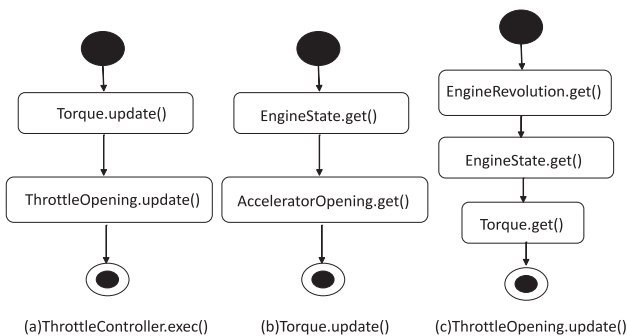 Torque.update()
ThrottleOpening.update()
(a)ThrottleController.exec()
EngineState.get()
AcceleratorOpening.get()
(b)Torque.update()
EngineRevolution.get()
EngineState.get()
Torque.get()
(c)ThrottleOpening.update()